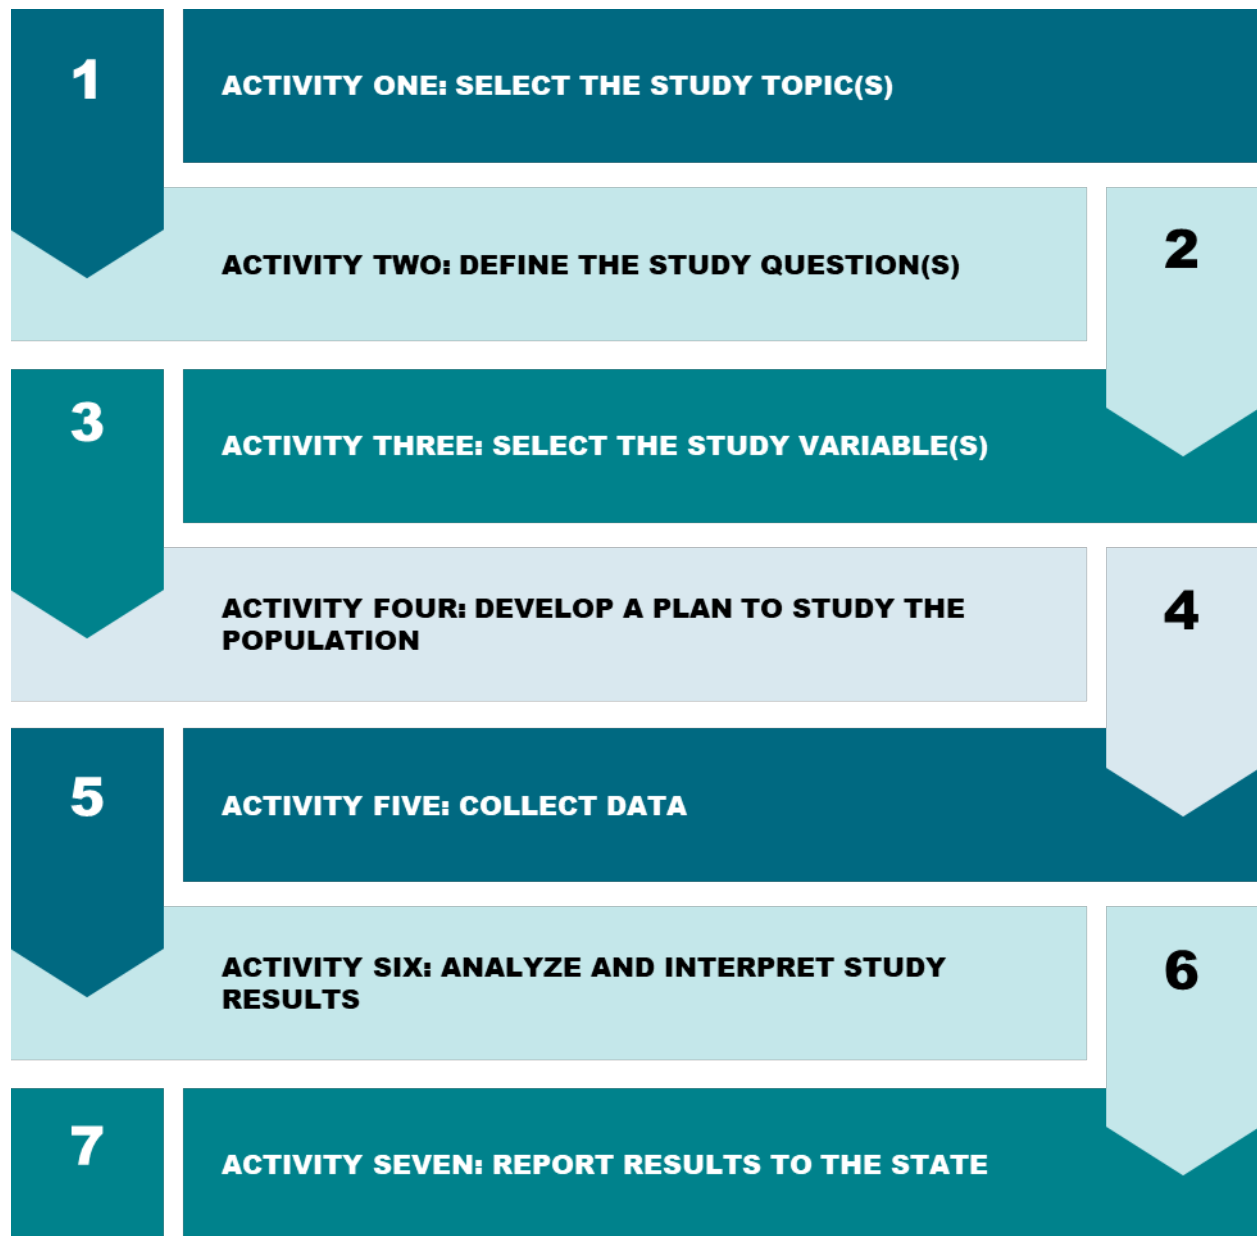 1
ACTIVITY ONE: SELECT THE STUDY TOPIC(S)
ACTIVITY TWO: DEFINE THE STUDY QUESTION(S)
2
3
ACTIVITY THREE: SELECT THE STUDY VARIABLE(S)
ACTIVITY FOUR: DEVELOP A PLAN TO STUDY THE
POPULATION
4
5
ACTIVITY FIVE: COLLECT DATA
ACTIVITY SIX: ANALYZE AND INTERPRET STUDY
RESULTS
6
7
ACTIVITY SEVEN: REPORT RESULTS TO THE STATE